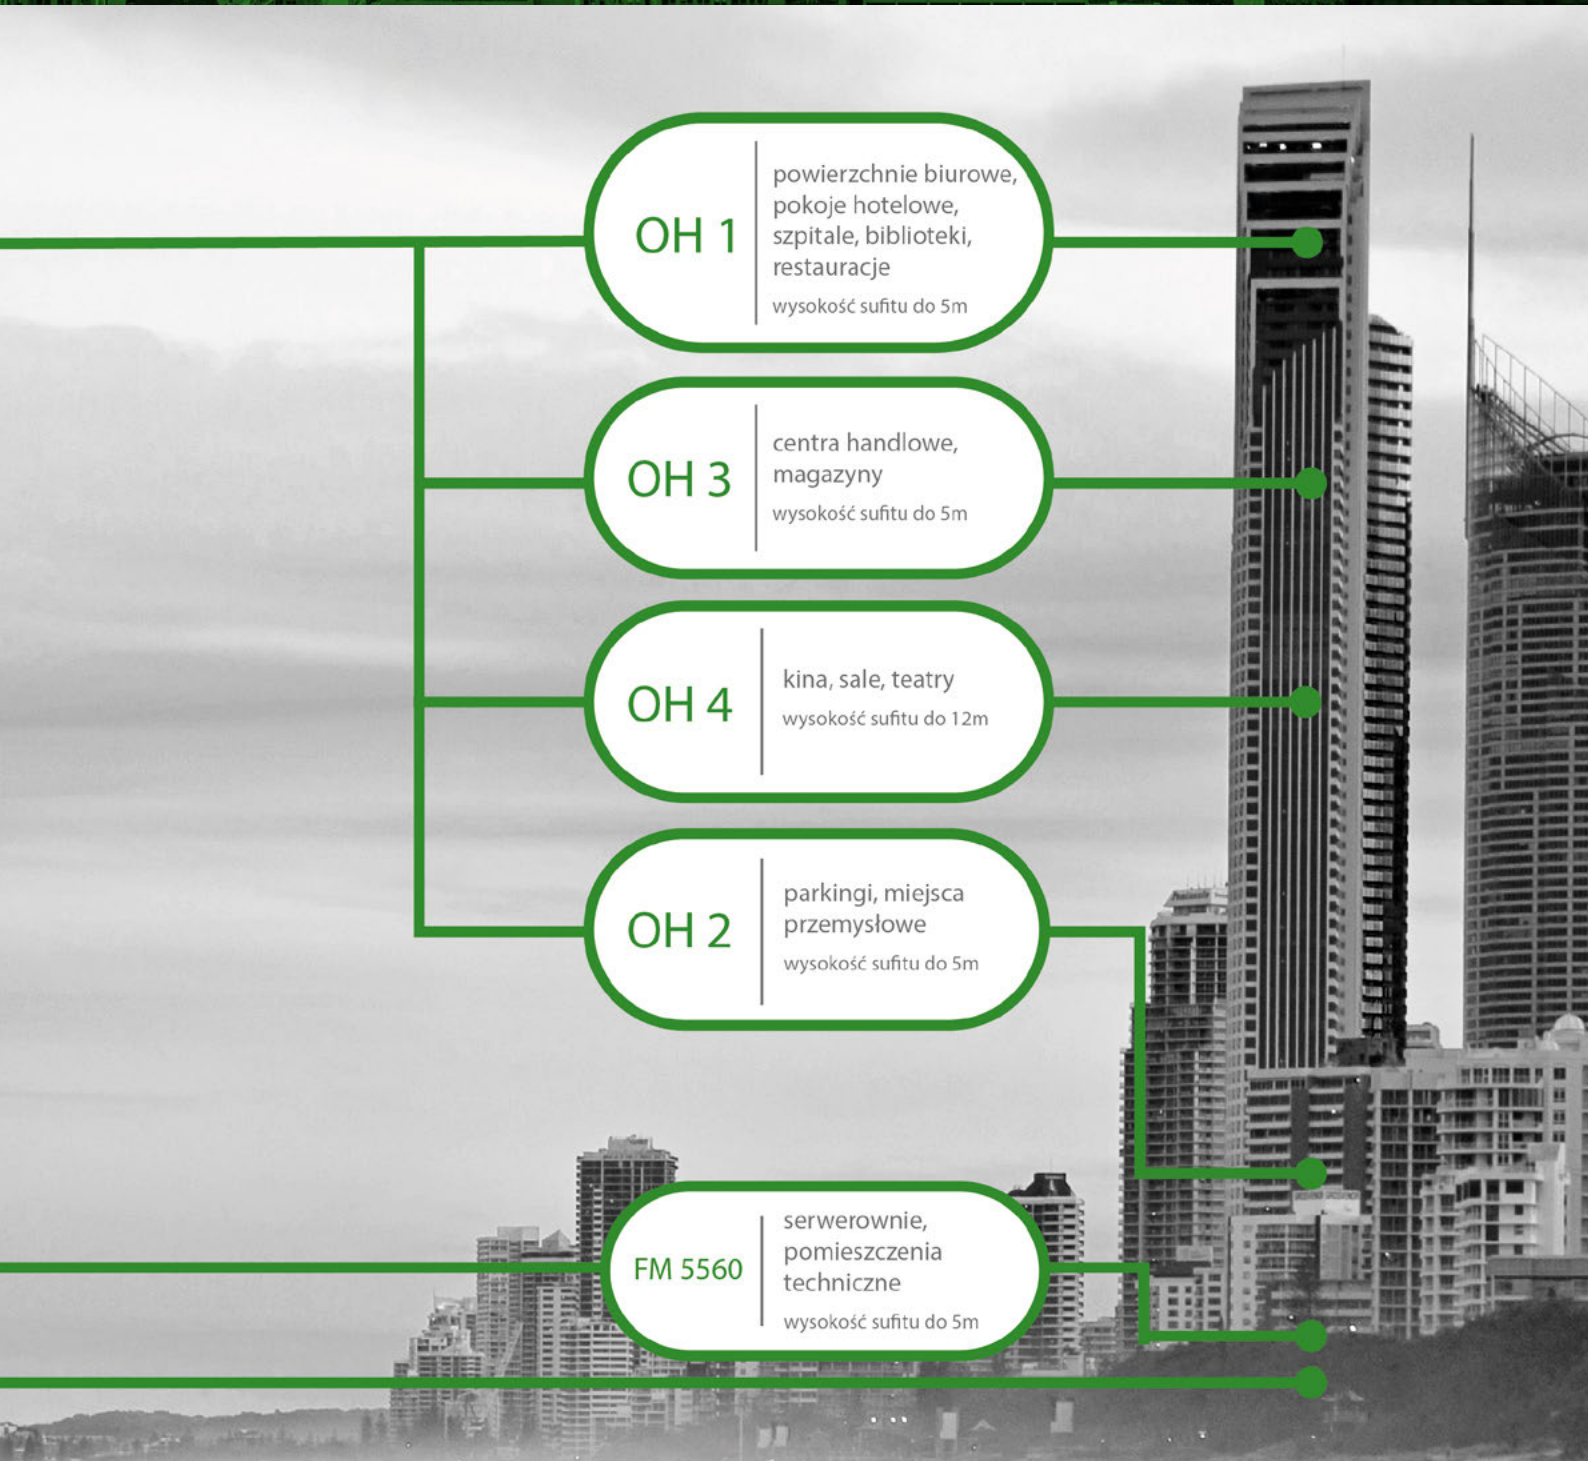 OH 1
powierzchnie biurowe,
pokoje hotelowe,
szpitale, biblioteki,
restauracje
wysokość sufitu do 5m
OH 3
centra handlowe,
magazyny
wysokość sufitu do 5m
OH 4
kina, sale, teatry
wysokość sufitu do 12m
OH 2
parkingi, miejsca
przemysłowe
wysokość sufitu do 5m
FM 5560
serwerownie,
pomieszczenia
techniczne
wysokość sufitu do 5m